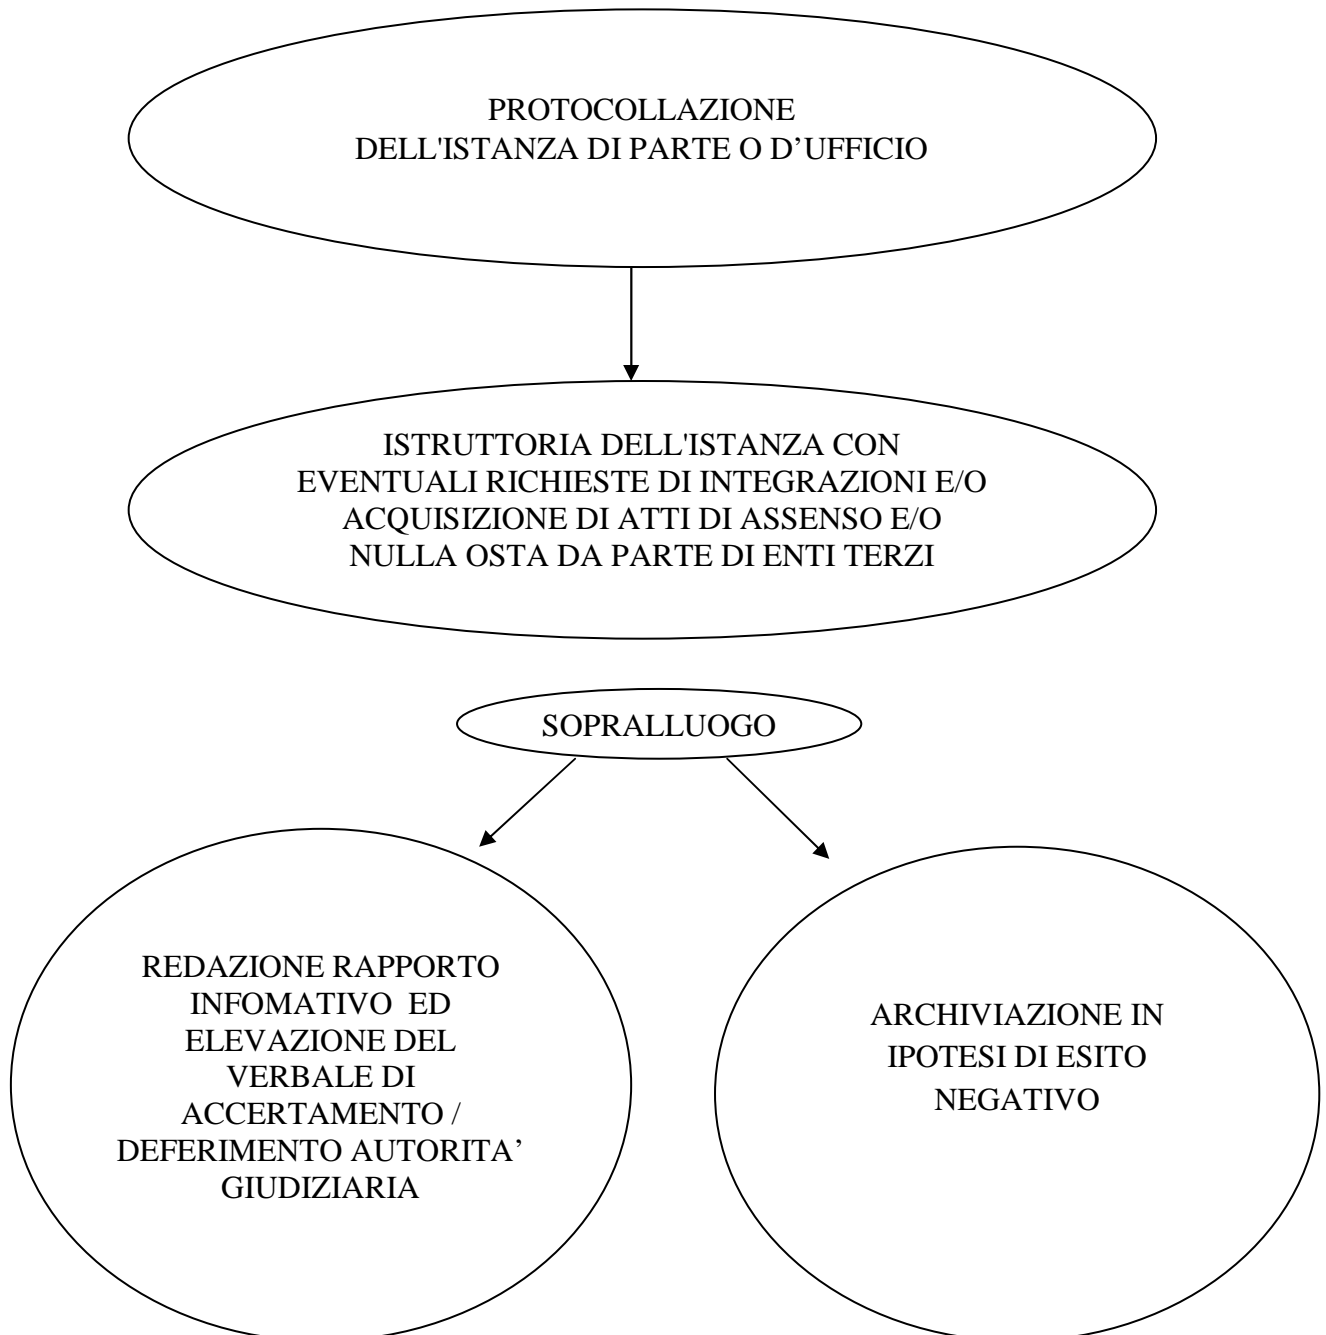 PROTOCOLLAZIONE
DELL'ISTANZA DI PARTE O D’UFFICIO
ISTRUTTORIA DELL'ISTANZA CON
EVENTUALI RICHIESTE DI INTEGRAZIONI E/O
ACQUISIZIONE DI ATTI DI ASSENSO E/O
NULLA OSTA DA PARTE DI ENTI TERZI
SOPRALLUOGO
REDAZIONE RAPPORTO
INFOMATIVO ED
ELEVAZIONE DEL
VERBALE DI
ACCERTAMENTO /
DEFERIMENTO AUTORITA’
GIUDIZIARIA
ARCHIVIAZIONE IN
IPOTESI DI ESITO
NEGATIVO